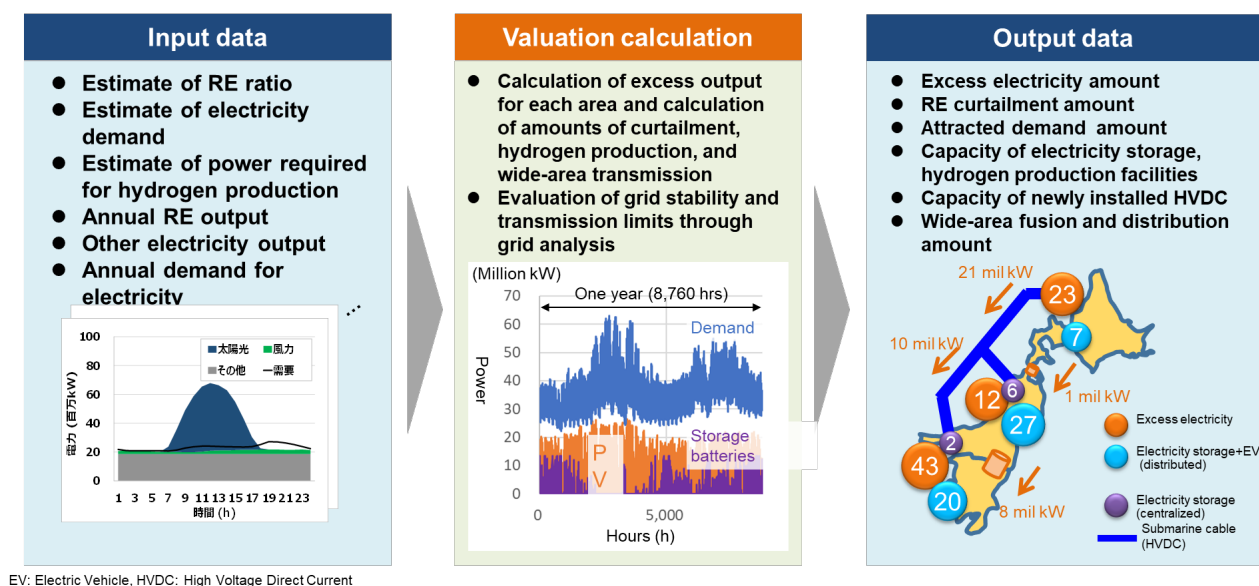 Input data
● Estimate of RE ratio
● Estimate of electricity
demand
● Estimate of power required
for hydrogen production
● Annual RE output
● Other electricity output
● Annual demand for
electricity
100
80
60
40
20
0
電力 (百万kW)
太陽光
風力
その他
需要
1 3 5 7 9 11 13 15 17 19 21 23
時間 (h)
Valuation calculation
● Calculation of excess output
for each area and calculation
of amounts of curtailment,
hydrogen production, and
wide-area transmission
● Evaluation of grid stability and
transmission limits through
grid analysis
(Million kW)
70
60
50
40
30
20
10
0
Power
One year (8,760 hrs)
Demand
Storage
batteries
P
V
0 5,000
Hours (h)
Output data
● Excess electricity amount
● RE curtailment amount
● Attracted demand amount
● Capacity of electricity storage,
hydrogen production facilities
● Capacity of newly installed HVDC
● Wide-area fusion and distribution
amount
21 mil kW
23
7
10 mil kW
1 mil kW
6
12
27
2
43
20
8 mil kW
Excess electricity
Electricity storage+EV
(distributed)
Electricity storage
(centralized)
Submarine cable
(HVDC)
EV: Electric Vehicle, HVDC: High Voltage Direct Current